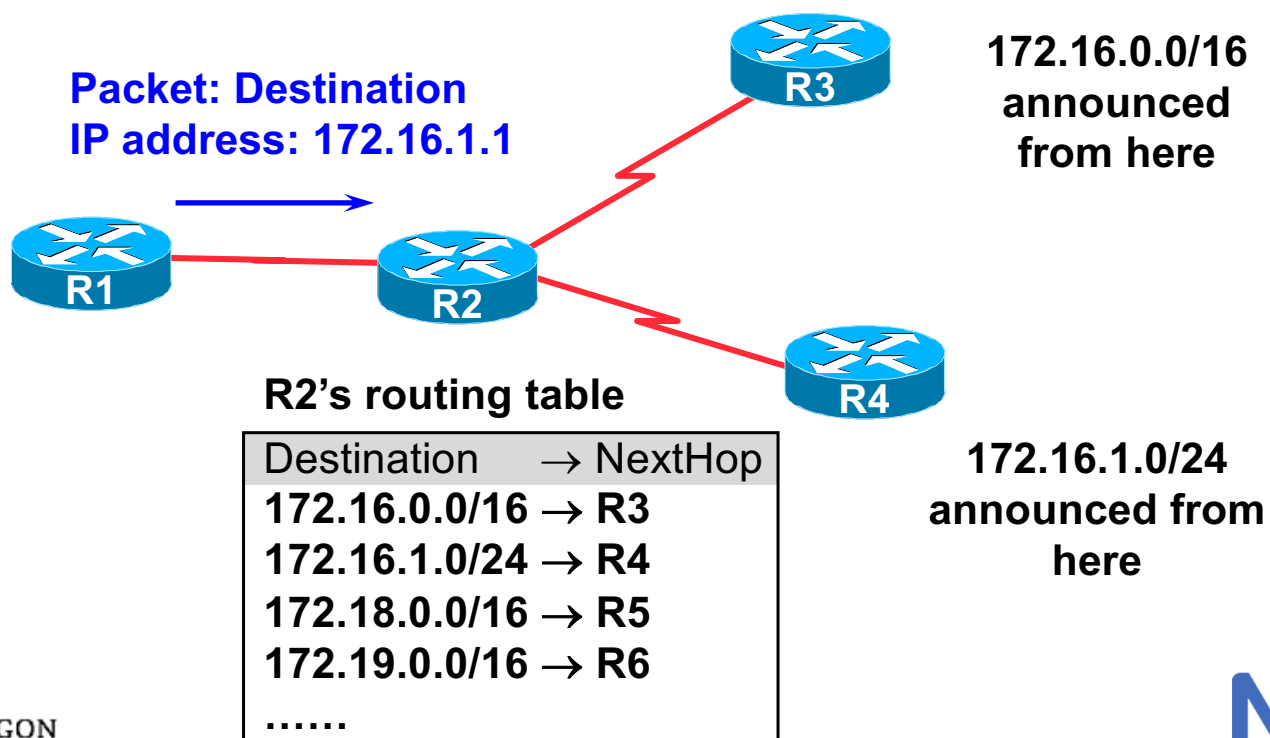 Packet: Destination
IP address: 172.16.1.1
R3
172.16.0.0/16
announced
from here
R1
R2
R4
R2’s routing table
Destination → NextHop
172.16.0.0/16 → R3
172.16.1.0/24 → R4
172.18.0.0/16 → R5
172.19.0.0/16 → R6
……
172.16.1.0/24
announced from
here
GON
N